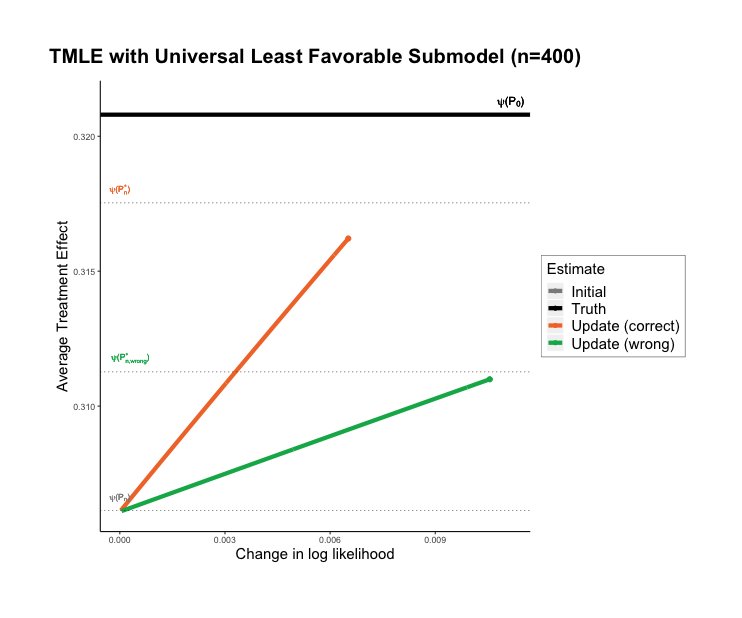 TMLE with Universal Least Favorable Submodel (n=400)
ψ(P₀)
0.320
ψ(Pₙ*)
0.315
ψ(P*ₙ,wrong)
0.310
ψ(Pₙ)
0.000 0.003 0.006 0.009
Change in log likelihood
Average Treatment Effect
Estimate
Initial
Truth
Update (correct)
Update (wrong)